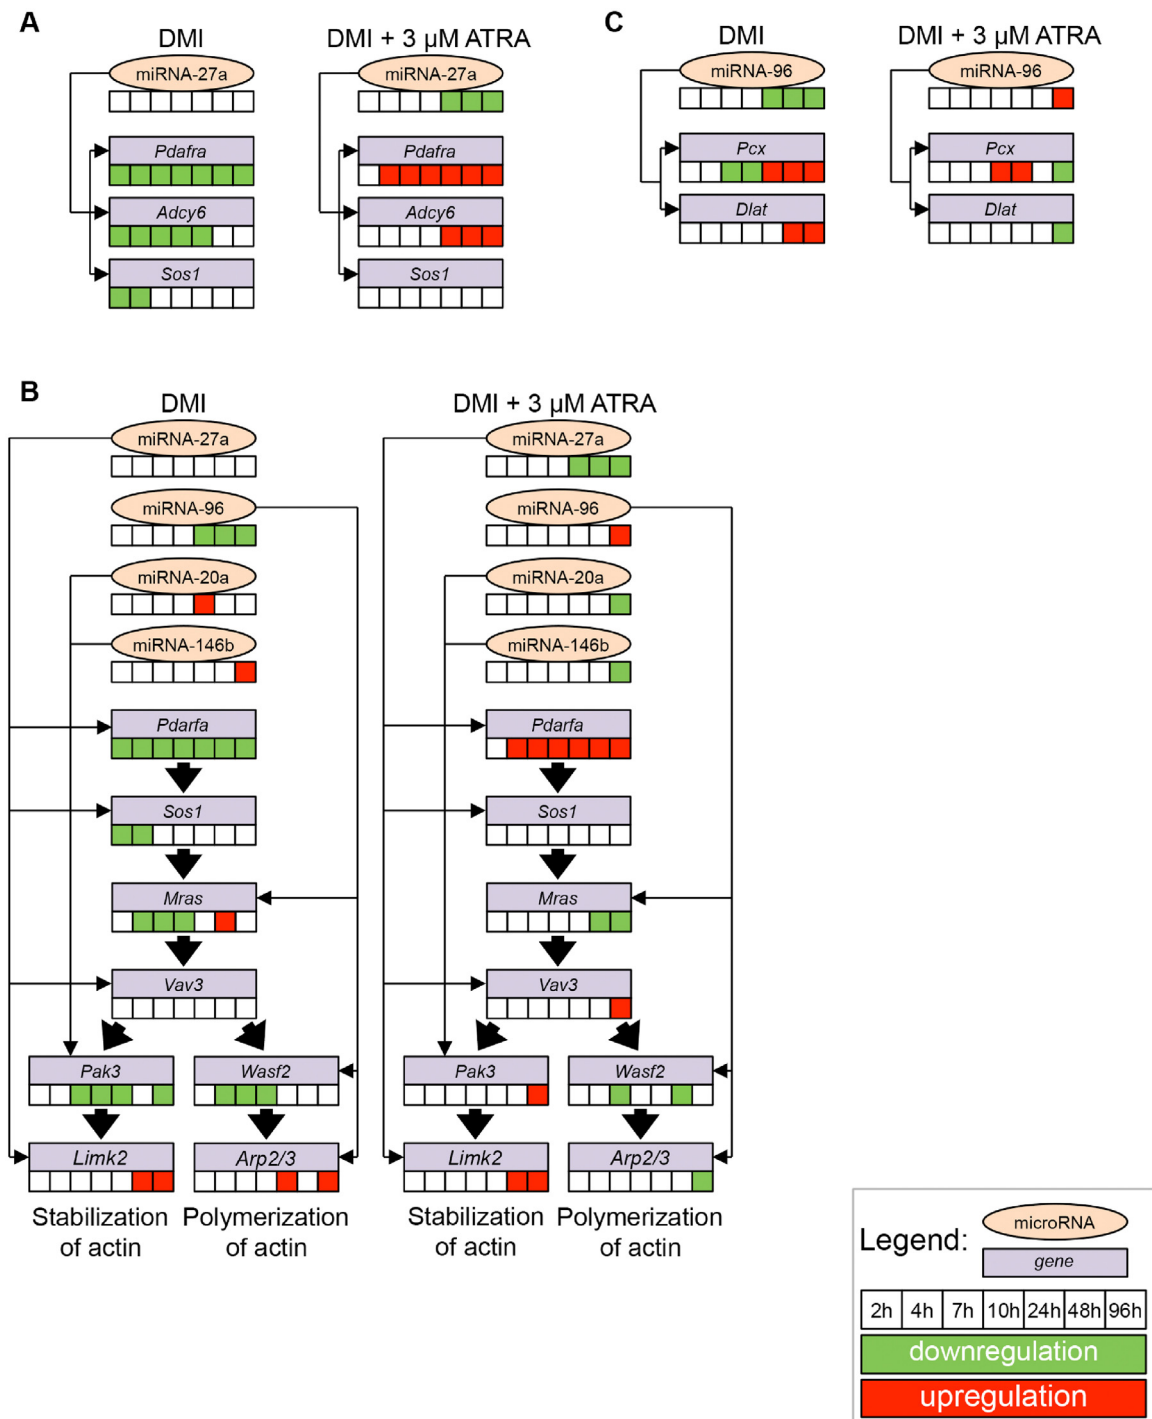 A
DMI
DMI + 3 µM ATRA
miRNA-27a
miRNA-27a
Pdafra
Pdafra
Adcy6
Adcy6
Sos1
Sos1
C
DMI
DMI + 3 µM ATRA
miRNA-96
miRNA-96
Pcx
Pcx
Dlat
Dlat
B
DMI
DMI + 3 µM ATRA
miRNA-27a
miRNA-27a
miRNA-96
miRNA-96
miRNA-20a
miRNA-20a
miRNA-146b
miRNA-146b
Pdarfa
Pdarfa
Sos1
Sos1
Mras
Mras
Vav3
Vav3
Pak3
Wasf2
Pak3
Wasf2
Limk2
Arp2/3
Limk2
Arp2/3
Stabilization
of actin
Polymerization
of actin
Stabilization
of actin
Polymerization
of actin
Legend:
microRNA
gene
2h 4h 7h 10h 24h 48h 96h
downregulation
upregulation